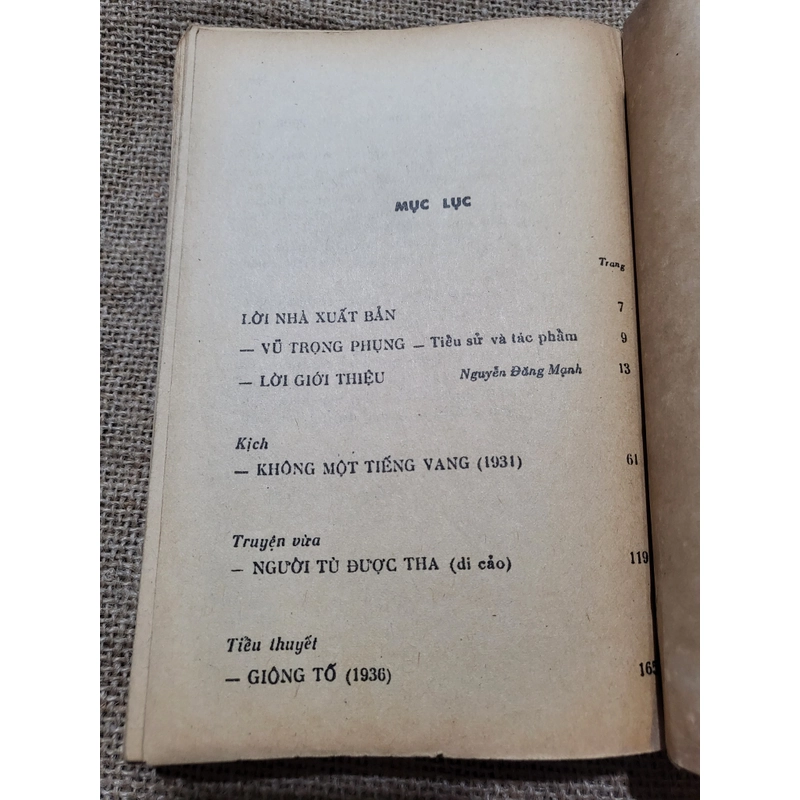 MỤC LỤC
Trang
LỜI NHÀ XUẤT BẢN 7
— VŨ TRỌNG PHỤNG — Tiểu sử và tác phẩm 9
— LỜI GIỚI THIỆU Nguyễn Đăng Mạnh 13
Kịch
— KHÔNG MỘT TIẾNG VANG (1931) 61
Truyện vừa
— NGƯỜI TÙ ĐƯỢC THA (di cảo) 119
Tiểu thuyết
— GIÔNG TỐ (1936) 165